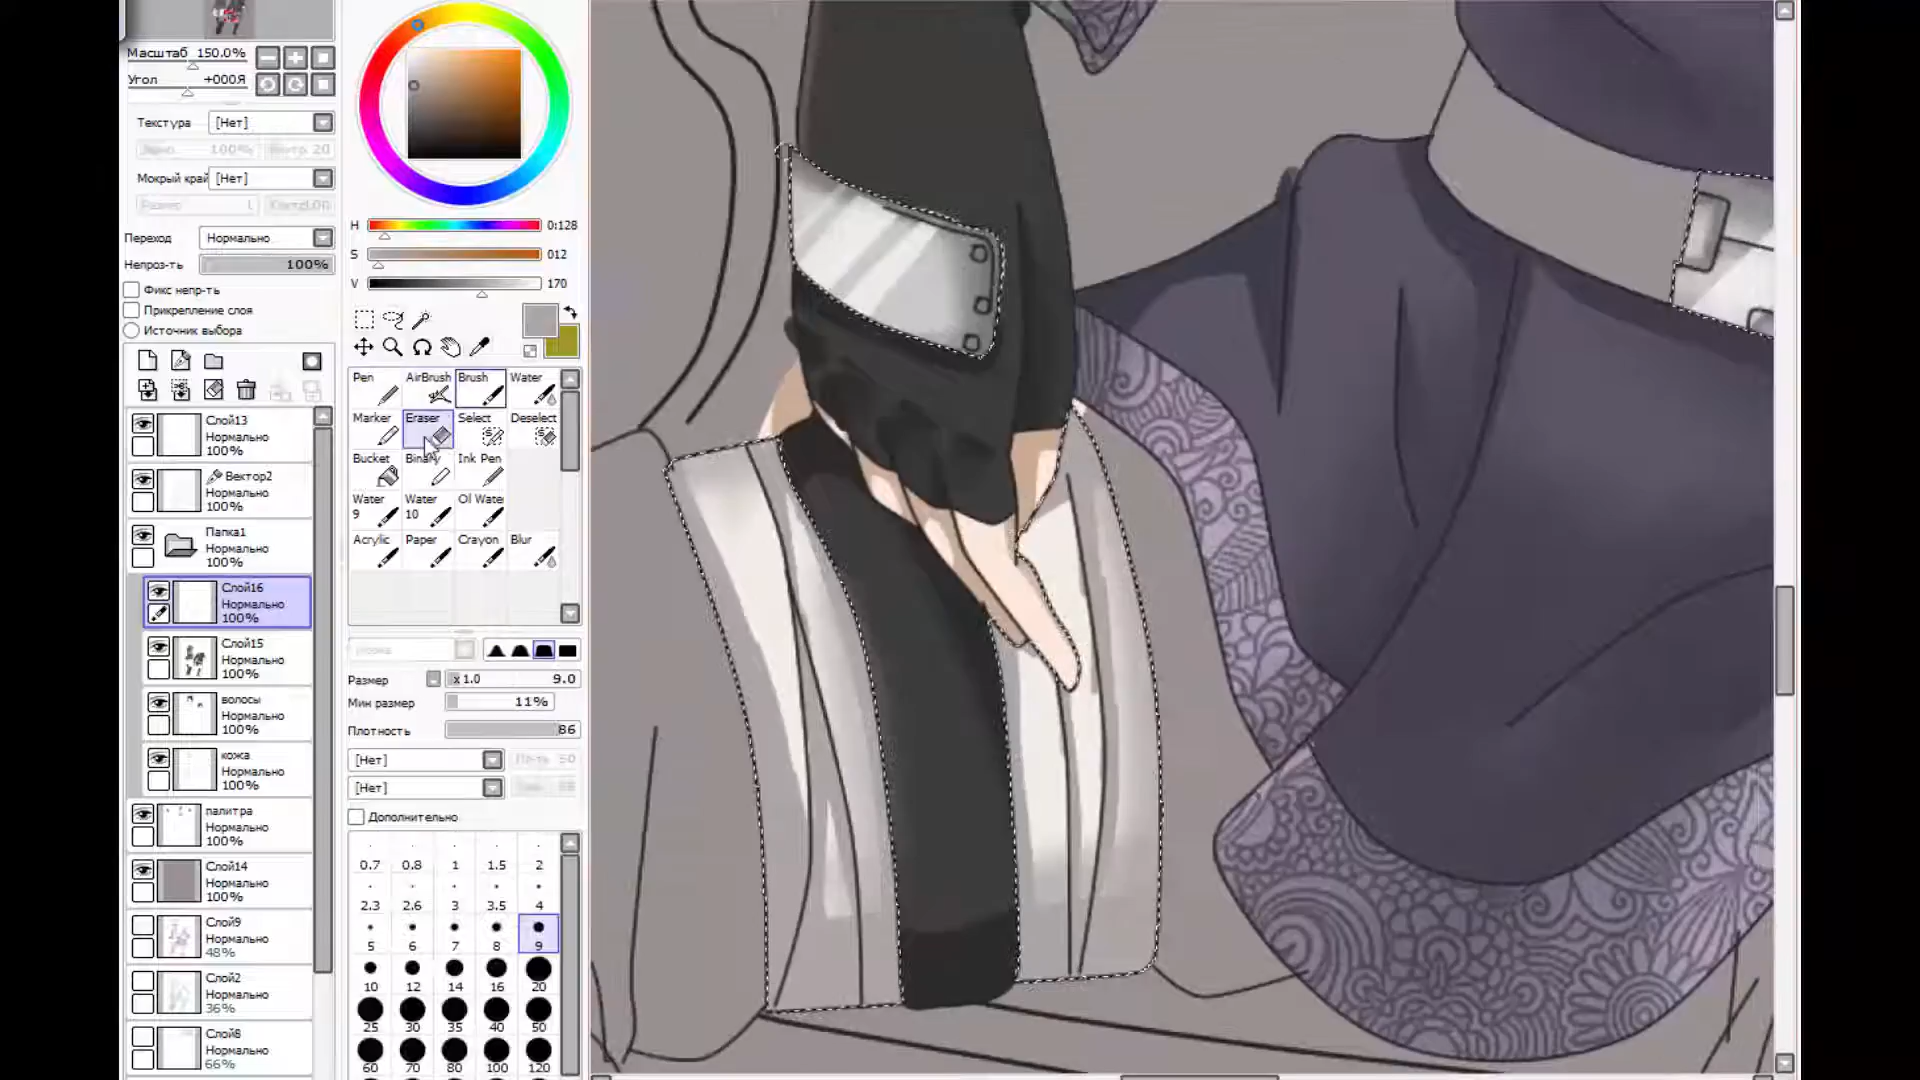 Масштаб 150.0%
Угол +000Я
Текстура [Нет]
100%
20
Мокрый край [Нет]
Размер 1
Переход Нормально
Непроз-ть 100%
Фикс непр-ть
Прикрепление слоя
Источник выбора
Слой13
Нормально
100%
Вектор2
Нормально
100%
Папка1
Нормально
100%
Слой16
Нормально
100%
Слой15
Нормально
100%
волосы
Нормально
100%
кожа
Нормально
100%
палитра
Нормально
100%
Слой14
Нормально
100%
Слой9
Нормально
48%
Слой2
Нормально
36%
Слой8
Нормально
66%
H 0:128
S 012
V 170
Pen AirBrush Brush Water
Marker Eraser Select Deselect
Bucket Binary Ink Pen
Water 9 Water 10 Oil Wate
Acrylic Paper Crayon Blur
Размер x 1.0 9.0
Мин размер 11%
Плотность 86
[Нет] 50
[Нет]
Дополнительно
0.7 0.8 1 1.5 2
2.3 2.6 3 3.5 4
5 6 7 8 9
10 12 14 16 20
25 30 35 40 50
60 70 80 100 120